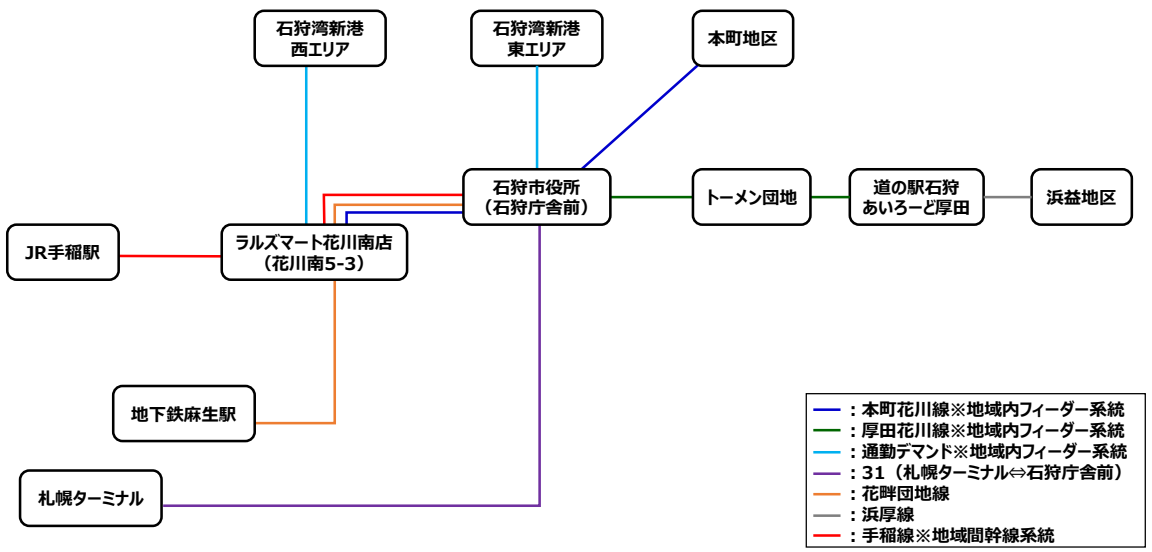 石狩湾新港
西エリア
石狩湾新港
東エリア
本町地区
石狩市役所
（石狩庁舎前）
トーメン団地
道の駅石狩
あいろーど厚田
浜益地区
JR手稲駅
ラルズマート花川南店
（花川南5-3）
地下鉄麻生駅
札幌ターミナル
：本町花川線※地域内フィーダー系統
：厚田花川線※地域内フィーダー系統
：通勤デマンド※地域内フィーダー系統
：31（札幌ターミナル⇔石狩庁舎前）
：花畔団地線
：浜厚線
：手稲線※地域間幹線系統